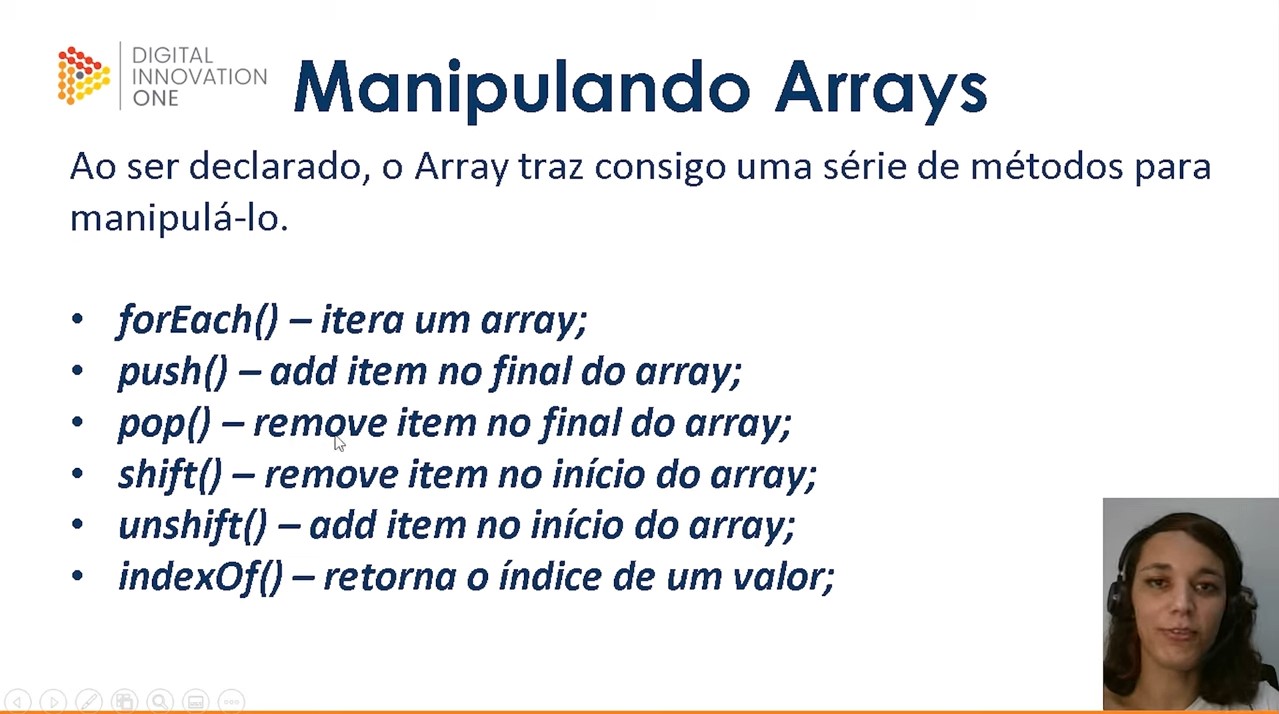 DIGITAL
INNOVATION
ONE
Manipulando Arrays
Ao ser declarado, o Array traz consigo uma série de métodos para
manipulá-lo.
• forEach() – itera um array;
• push() – add item no final do array;
• pop() – remove item no final do array;
• shift() – remove item no início do array;
• unshift() – add item no início do array;
• indexOf() – retorna o índice de um valor;